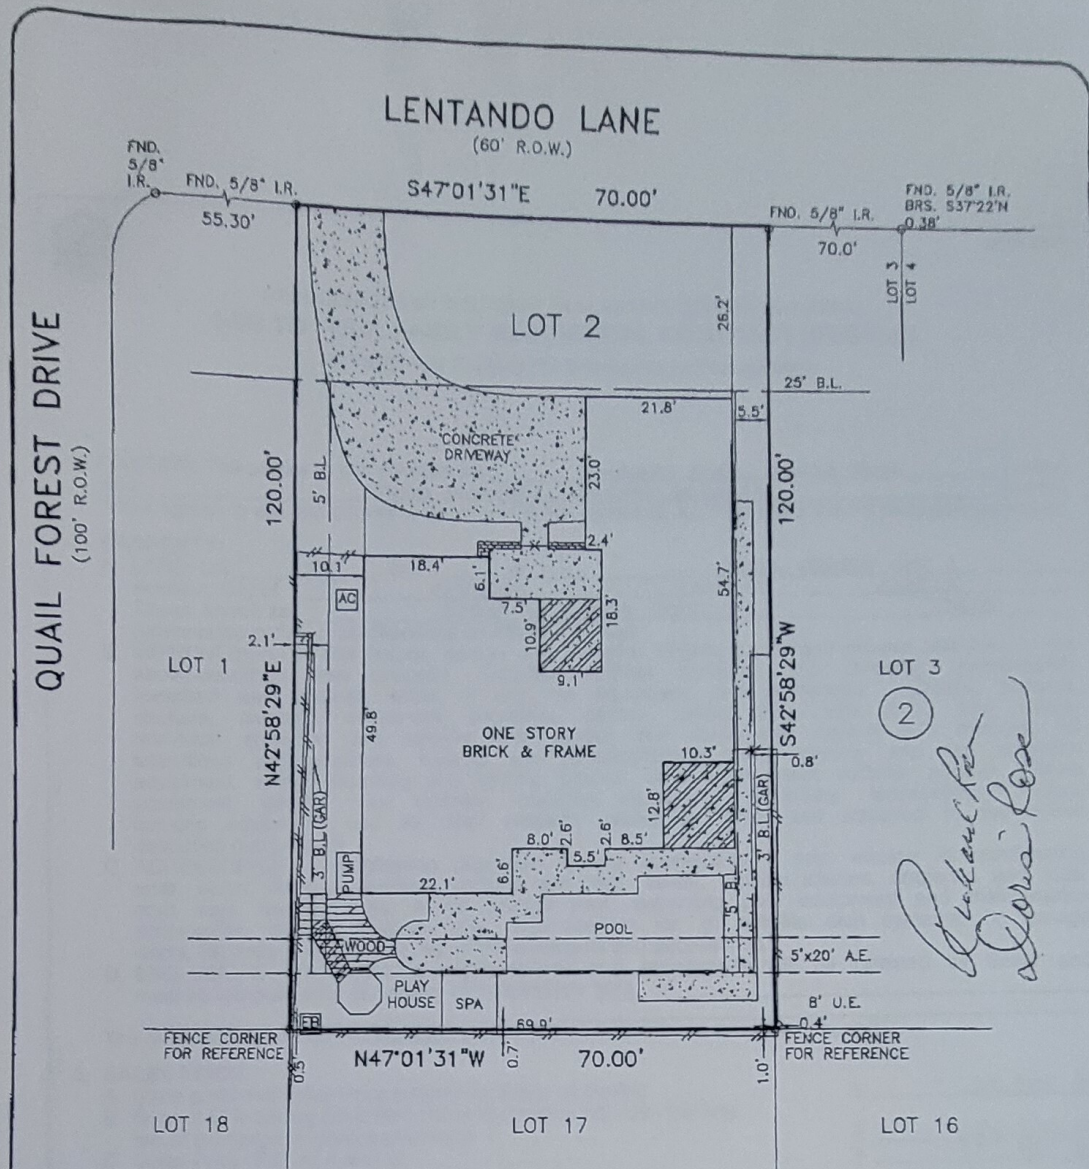 LENTANDO LANE
(60' R.O.W.)
FND.
5/8"
I.R.
FND. 5/8" I.R.
55.30'
S47°01'31"E 70.00'
FND. 5/8" I.R.
70.0'
FND. 5/8" I.R.
BRS. S37°22'N
0.38'
LOT 3
LOT 4
QUAIL FOREST DRIVE
(100' R.O.W.)
LOT 2
26.2'
25' B.L.
21.8'
5.5'
CONCRETE
DRIVEWAY
23.0'
5' B.L
120.00'
120.00'
2.4'
10.1'
18.4'
6.1'
54.7'
AC
7.5'
10.9'
18.3'
9.1'
2.1'
LOT 1
N42°58'29"E
S42°58'29"W
LOT 3
2
49.8'
ONE STORY
BRICK & FRAME
10.3'
0.8'
12.8'
3' B.L.(GAR)
3' B.L(GAR)
8.0'
2.6'
5.5'
2.6'
8.5'
6.6'
PUMP
22.1'
5' B.L
WOOD
POOL
5'x20' A.E.
PLAY
HOUSE
SPA
8' U.E.
EB
69.9'
0.4'
FENCE CORNER
FOR REFERENCE
FENCE CORNER
FOR REFERENCE
0.5'
N47°01'31"W
0.7'
70.00'
1.0'
Doris Rose
LOT 18
LOT 17
LOT 16